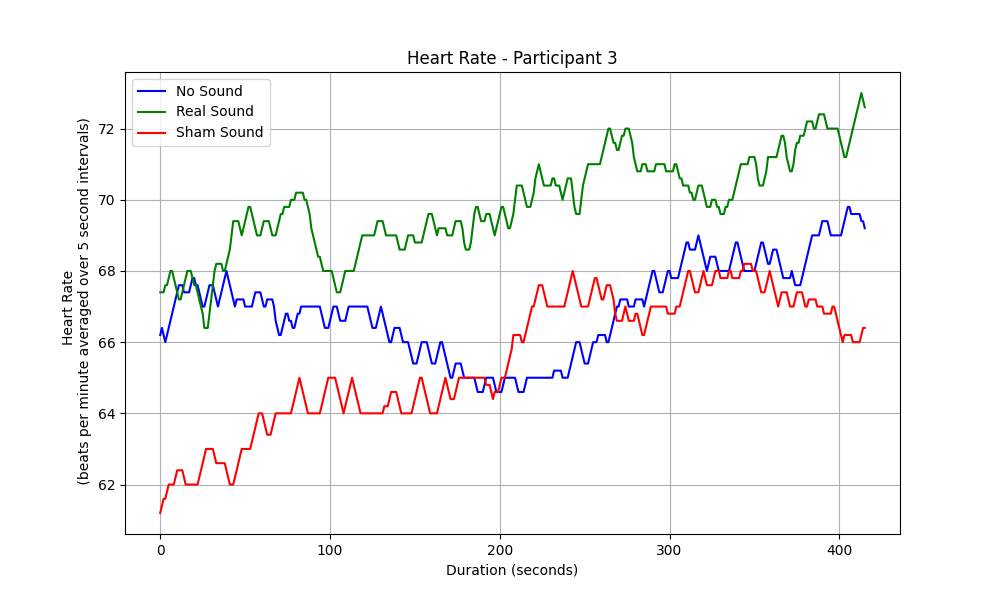 Heart Rate - Participant 3
No Sound
Real Sound
Sham Sound
Heart Rate
(beats per minute averaged over 5 second intervals)
72
70
68
66
64
62
0 100 200 300 400
Duration (seconds)